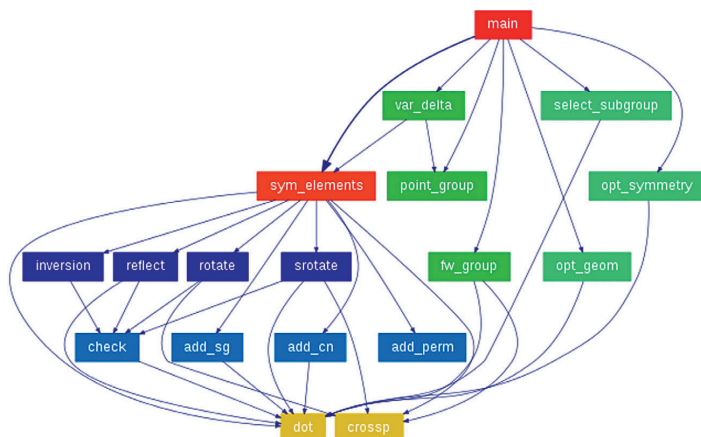 main
var_delta
select_subgroup
sym_elements
point_group
opt_symmetry
inversion
reflect
rotate
srotate
fw_group
opt_geom
check
add_sg
add_cn
add_perm
dot
crossp